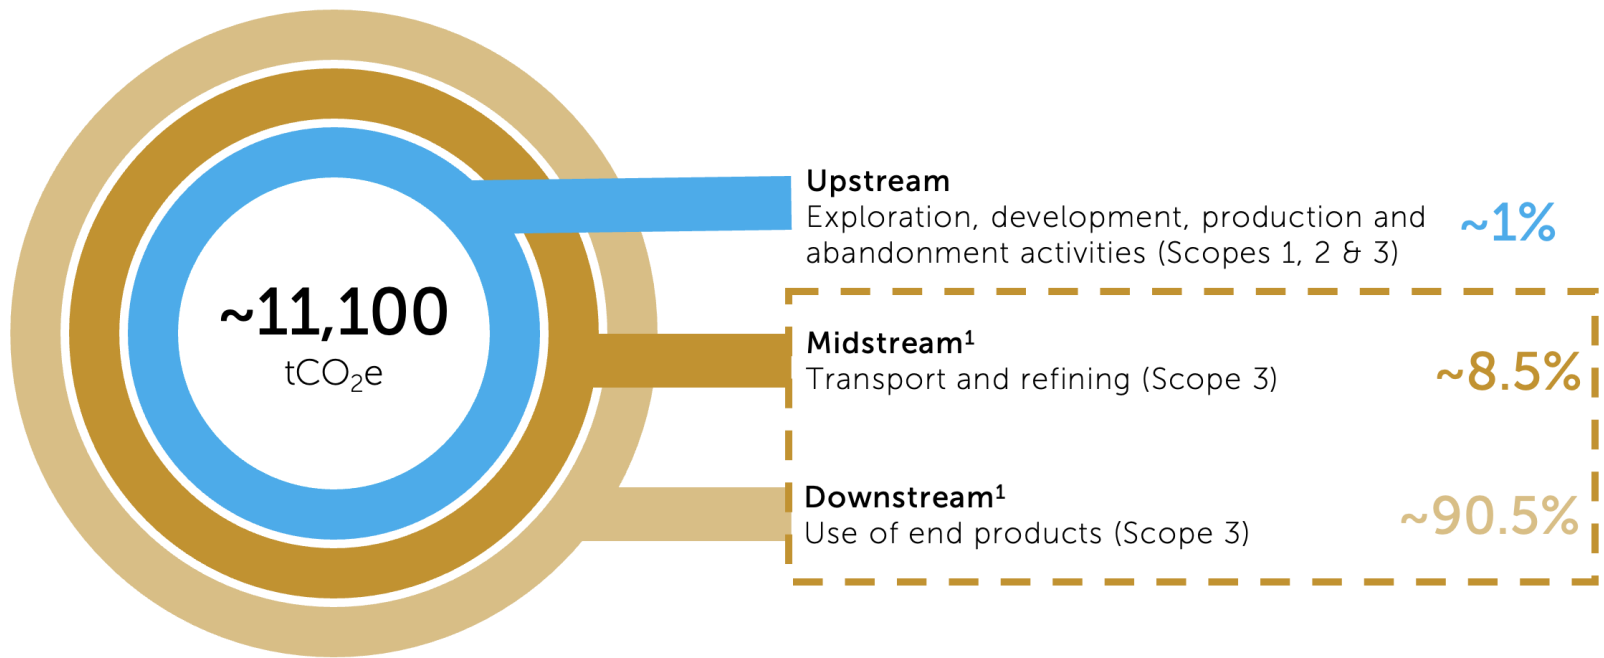 ~11,100
tCO₂e
Upstream
Exploration, development, production and
abandonment activities (Scopes 1, 2 & 3)
~1%
Midstream¹
Transport and refining (Scope 3)
~8.5%
Downstream¹
Use of end products (Scope 3)
~90.5%